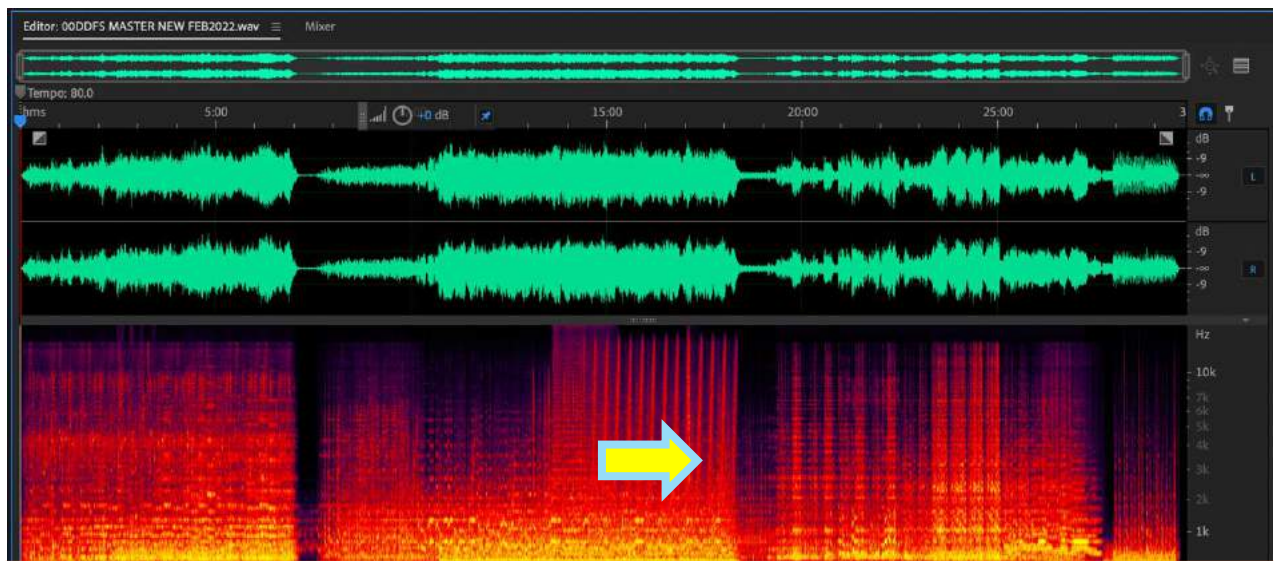 Editor: 00DDFS MASTER NEW FEB2022.wav Mixer
Tempo: 80.0
hms 5:00 +0 dB 15:00 20:00 25:00 3
dB
-9
-∞
-9
L
dB
-9
-∞
-9
R
Hz
10k
7k
6k
5k
4k
3k
2k
1k